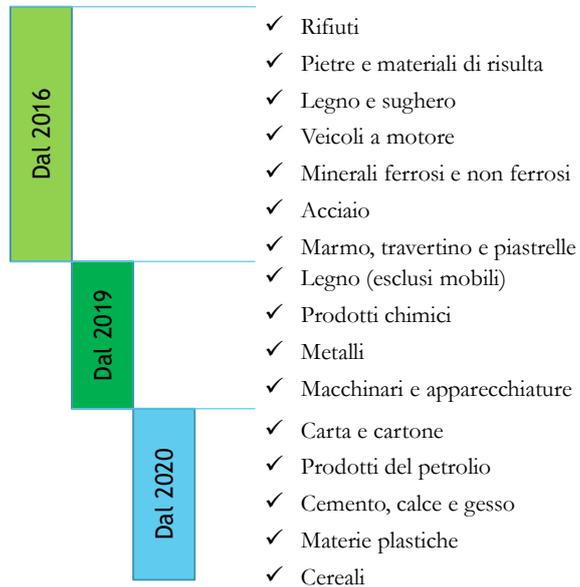 Dal 2016
✓ Rifiuti
✓ Pietre e materiali di risulta
✓ Legno e sughero
✓ Veicoli a motore
✓ Minerali ferrosi e non ferrosi
✓ Acciaio
✓ Marmo, travertino e piastrelle
Dal 2019
✓ Legno (esclusi mobili)
✓ Prodotti chimici
✓ Metalli
✓ Macchinari e apparecchiature
Dal 2020
✓ Carta e cartone
✓ Prodotti del petrolio
✓ Cemento, calce e gesso
✓ Materie plastiche
✓ Cereali